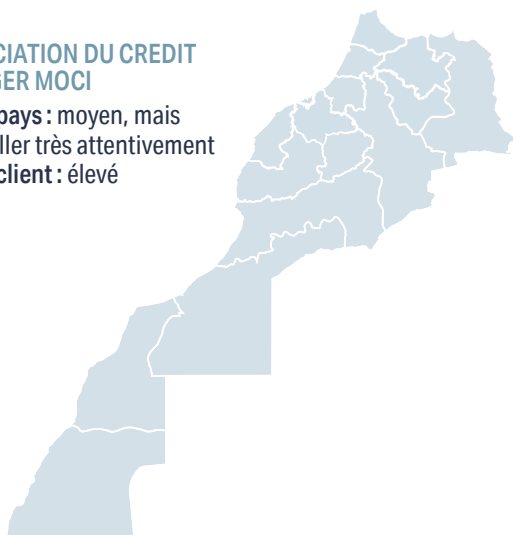 CIATION DU CREDIT
GER MOCI
pays : moyen, mais
ller très attentivement
client : élevé